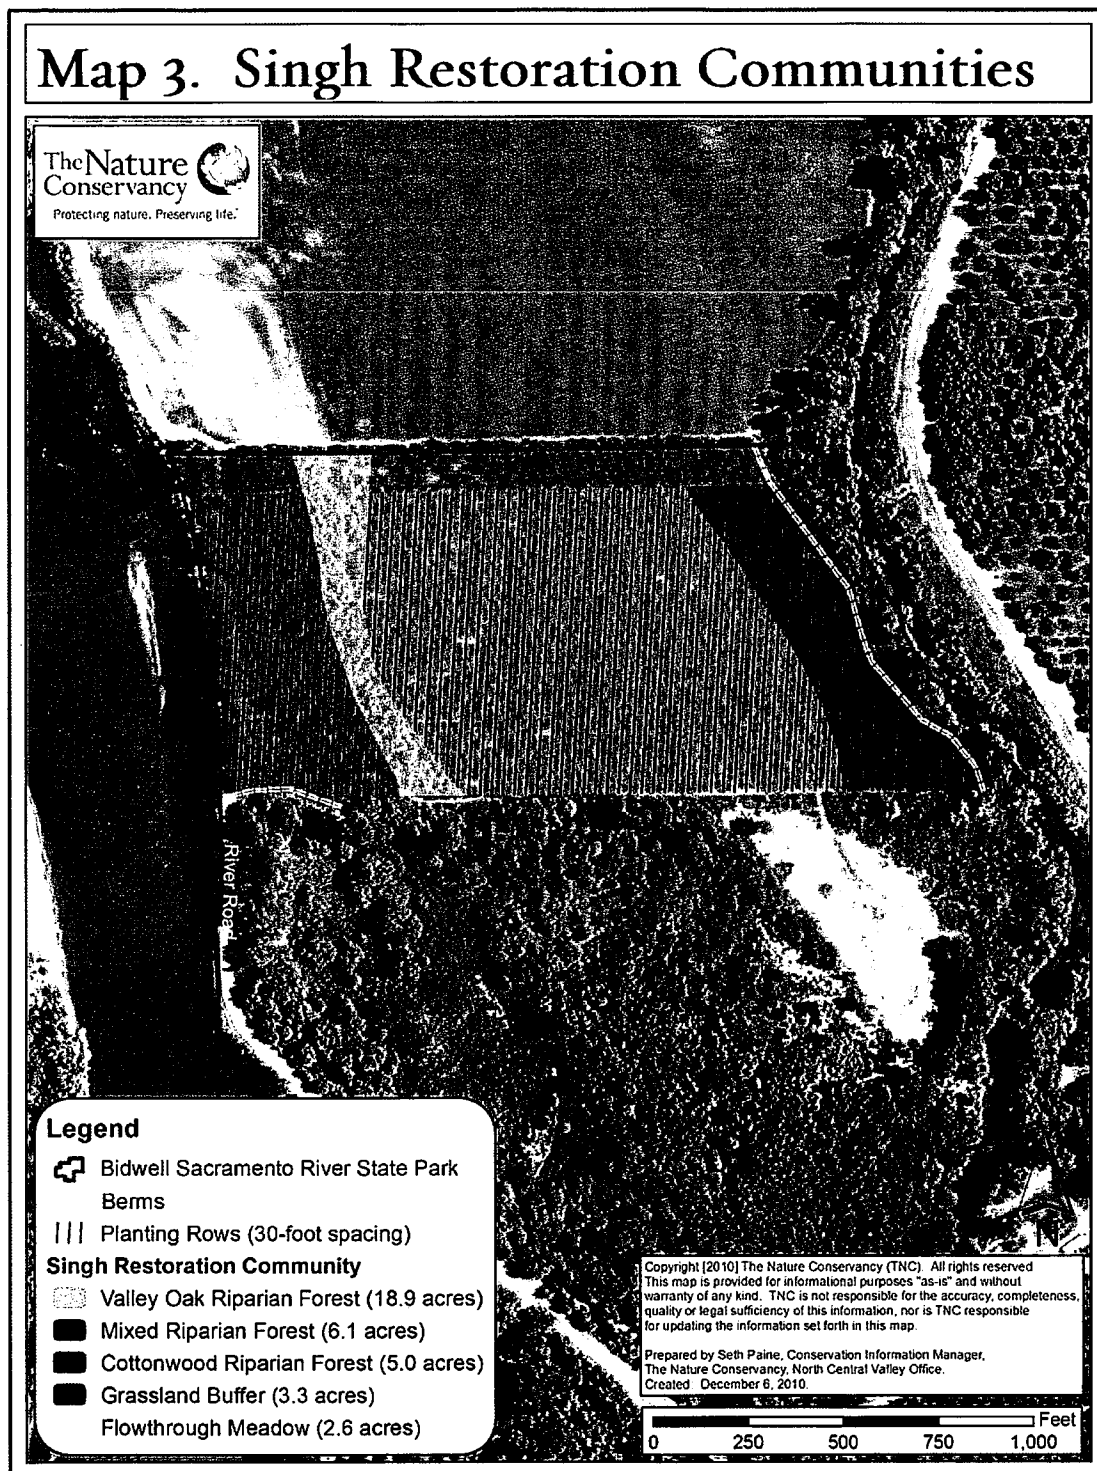 Map 3. Singh Restoration Communities
The Nature
Conservancy
Protecting nature. Preserving life.
River Road
Legend
Bidwell Sacramento River State Park
Berms
Planting Rows (30-foot spacing)
Singh Restoration Community
Valley Oak Riparian Forest (18.9 acres)
Mixed Riparian Forest (6.1 acres)
Cottonwood Riparian Forest (5.0 acres)
Grassland Buffer (3.3 acres)
Flowthrough Meadow (2.6 acres)
N
Copyright [2010] The Nature Conservancy (TNC). All rights reserved
This map is provided for informational purposes "as-is" and without
warranty of any kind. TNC is not responsible for the accuracy, completeness,
quality or legal sufficiency of this information, nor is TNC responsible
for updating the information set forth in this map.
Prepared by Seth Paine, Conservation Information Manager,
The Nature Conservancy, North Central Valley Office.
Created: December 6, 2010.
Feet
0 250 500 750 1,000